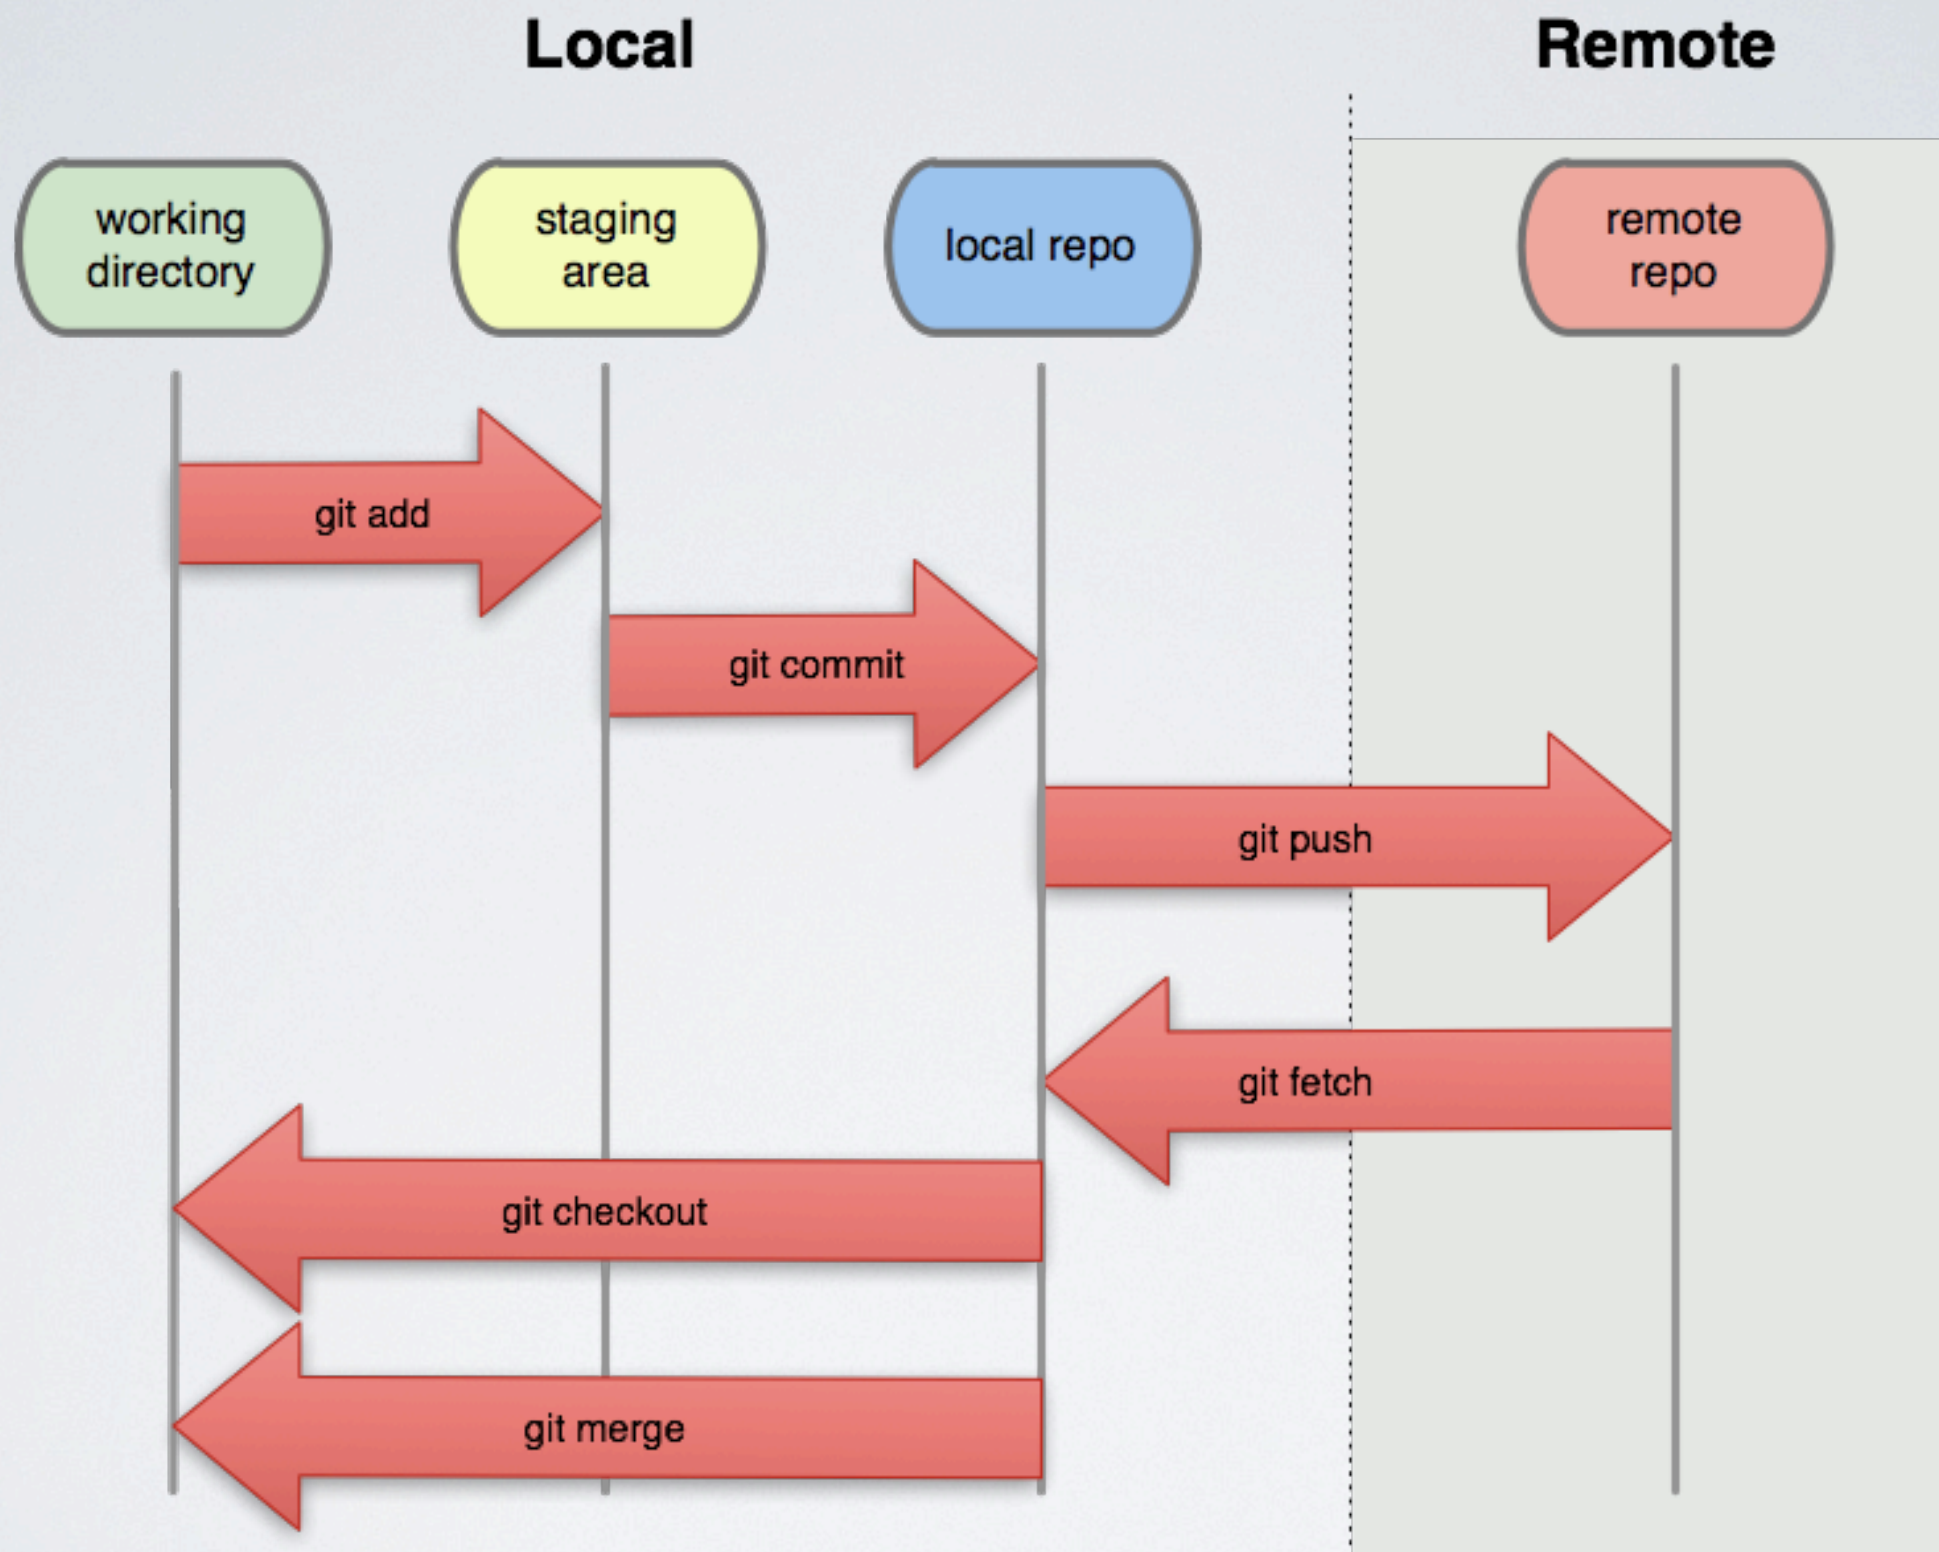 Local
Remote
working
directory
staging
area
local repo
remote
repo
git add
git commit
git push
git fetch
git checkout
git merge